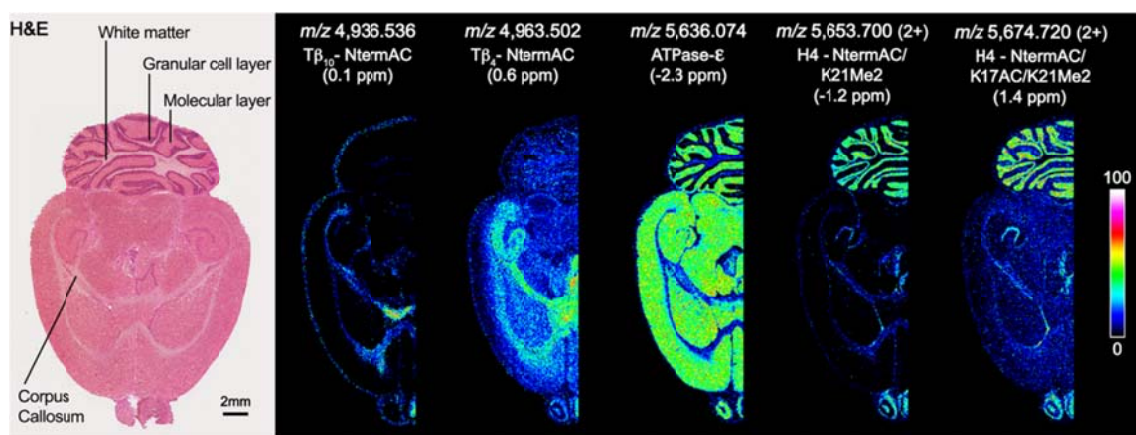 H&E
White matter
Granular cell layer
Molecular layer
Corpus
Callosum
2mm
m/z 4,936.536
Tβ10- NtermAC
(0.1 ppm)
m/z 4,963.502
Tβ4- NtermAC
(0.6 ppm)
m/z 5,636.074
ATPase-ε
(-2.3 ppm)
m/z 5,653.700 (2+)
H4 - NtermAC/
K21Me2
(-1.2 ppm)
m/z 5,674.720 (2+)
H4 - NtermAC/
K17AC/K21Me2
(1.4 ppm)
100
0